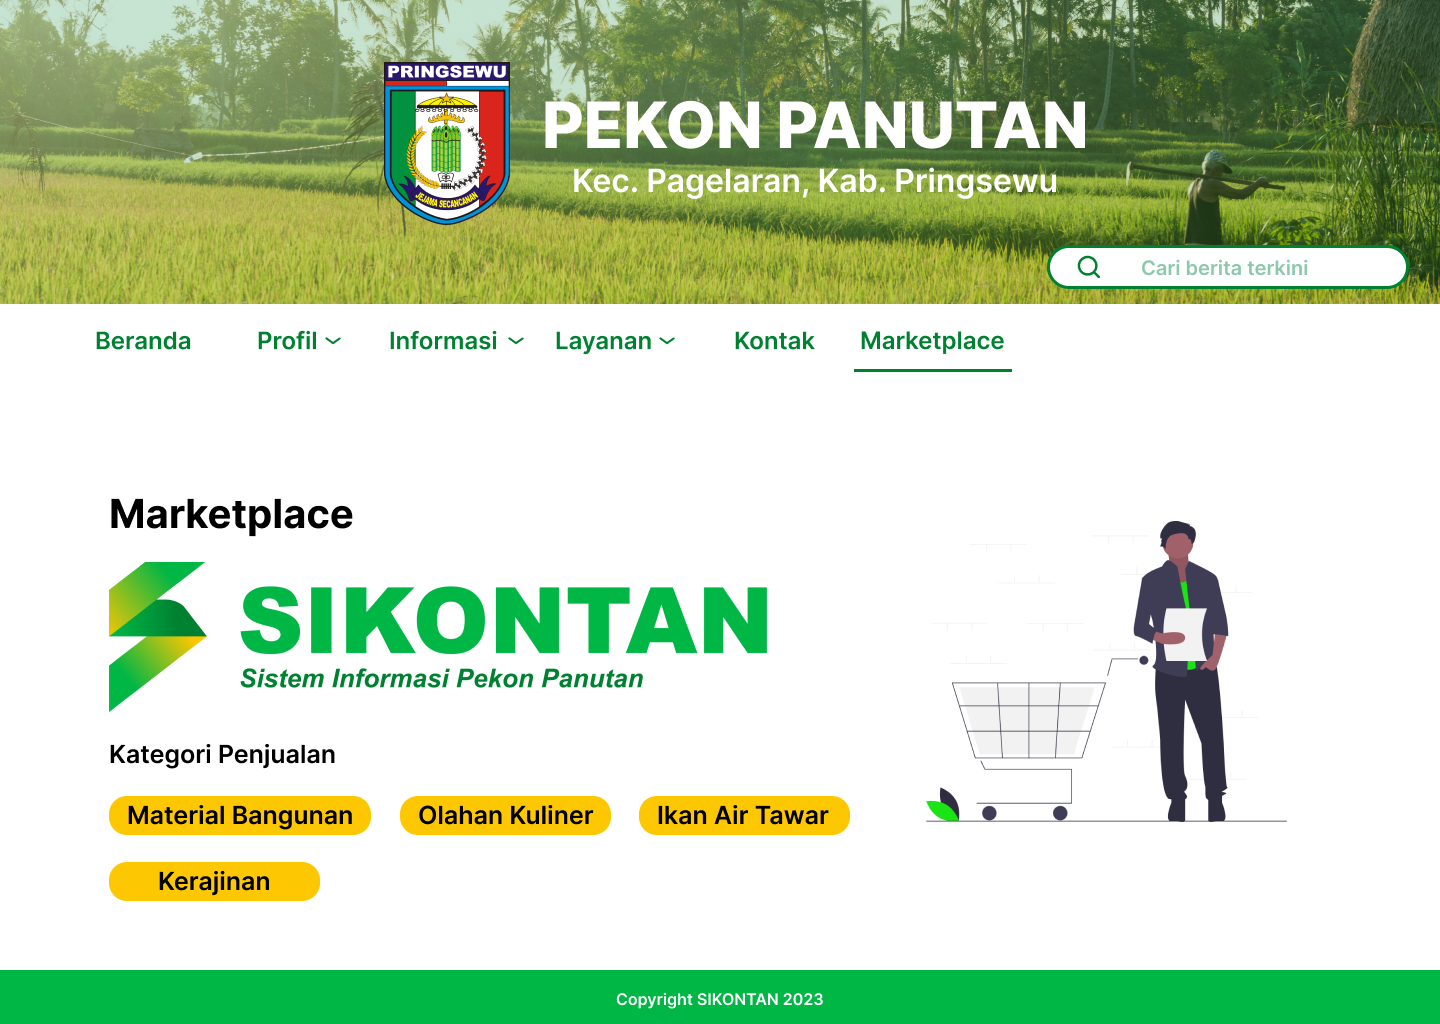 PRINGSEWU
JEJAMA SECANCANAN
PEKON PANUTAN
Kec. Pagelaran, Kab. Pringsewu
Cari berita terkini
Beranda Profil Informasi Layanan Kontak Marketplace
Marketplace
SIKONTAN
Sistem Informasi Pekon Panutan
Kategori Penjualan
Material Bangunan Olahan Kuliner Ikan Air Tawar
Kerajinan
Copyright SIKONTAN 2023